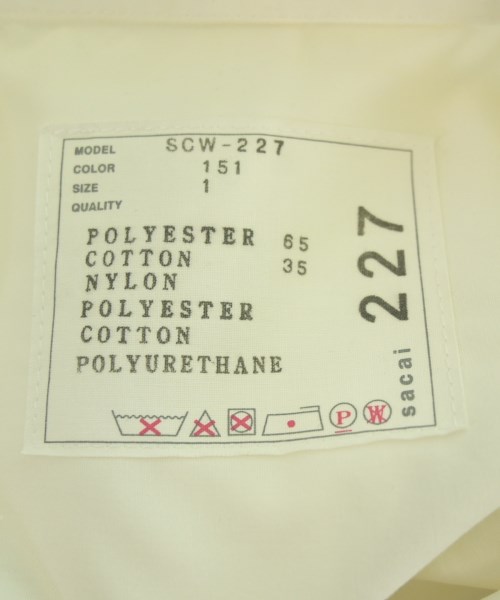 MODEL SCW-227
COLOR 151
SIZE 1
QUALITY
POLYESTER 65
COTTON 35
NYLON
POLYESTER
COTTON
POLYURETHANE
227
sacai
P
W